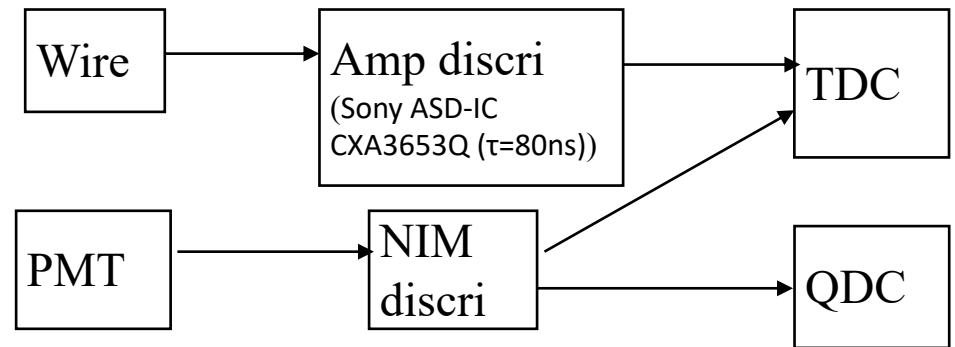 Wire
Amp discri
(Sony ASD-IC
CXA3653Q (τ=80ns))
TDC
PMT
NIM
discri
QDC